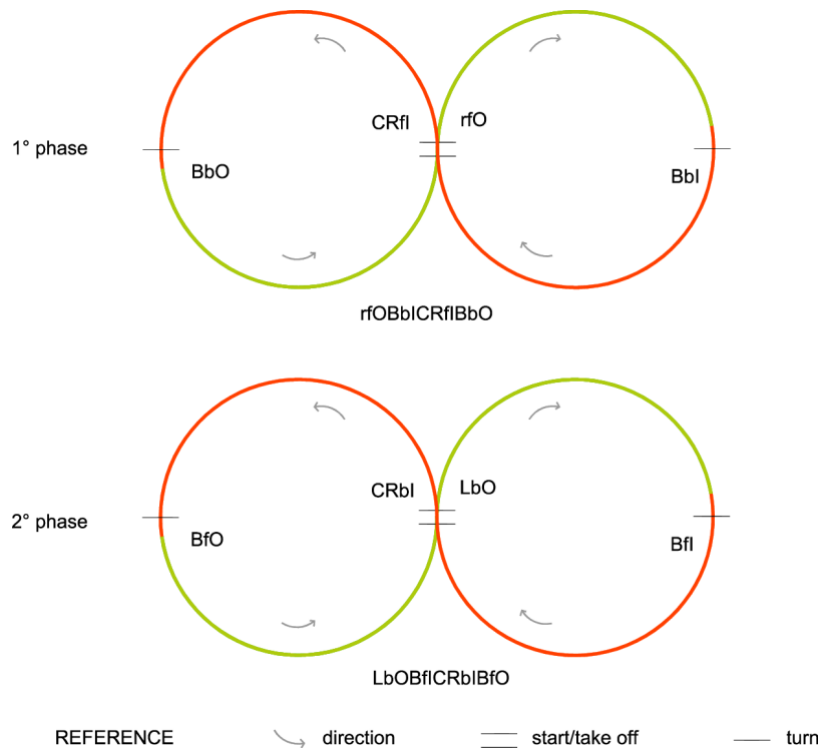 CRfI
rfO
1° phase
BbO
BbI
rfOBbICRfIBbO
CRbI
LbO
2° phase
BfO
BfI
LbOBfICRbIBfO
REFERENCE direction start/take off turn